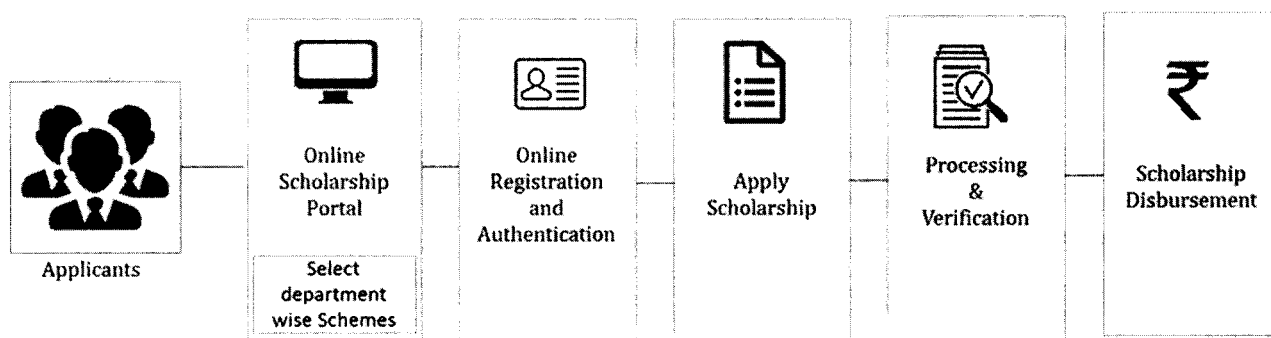 Applicants
Online
Scholarship
Portal
Select
department
wise Schemes
Online
Registration
and
Authentication
Apply
Scholarship
Processing
&
Verification
₹
Scholarship
Disbursement